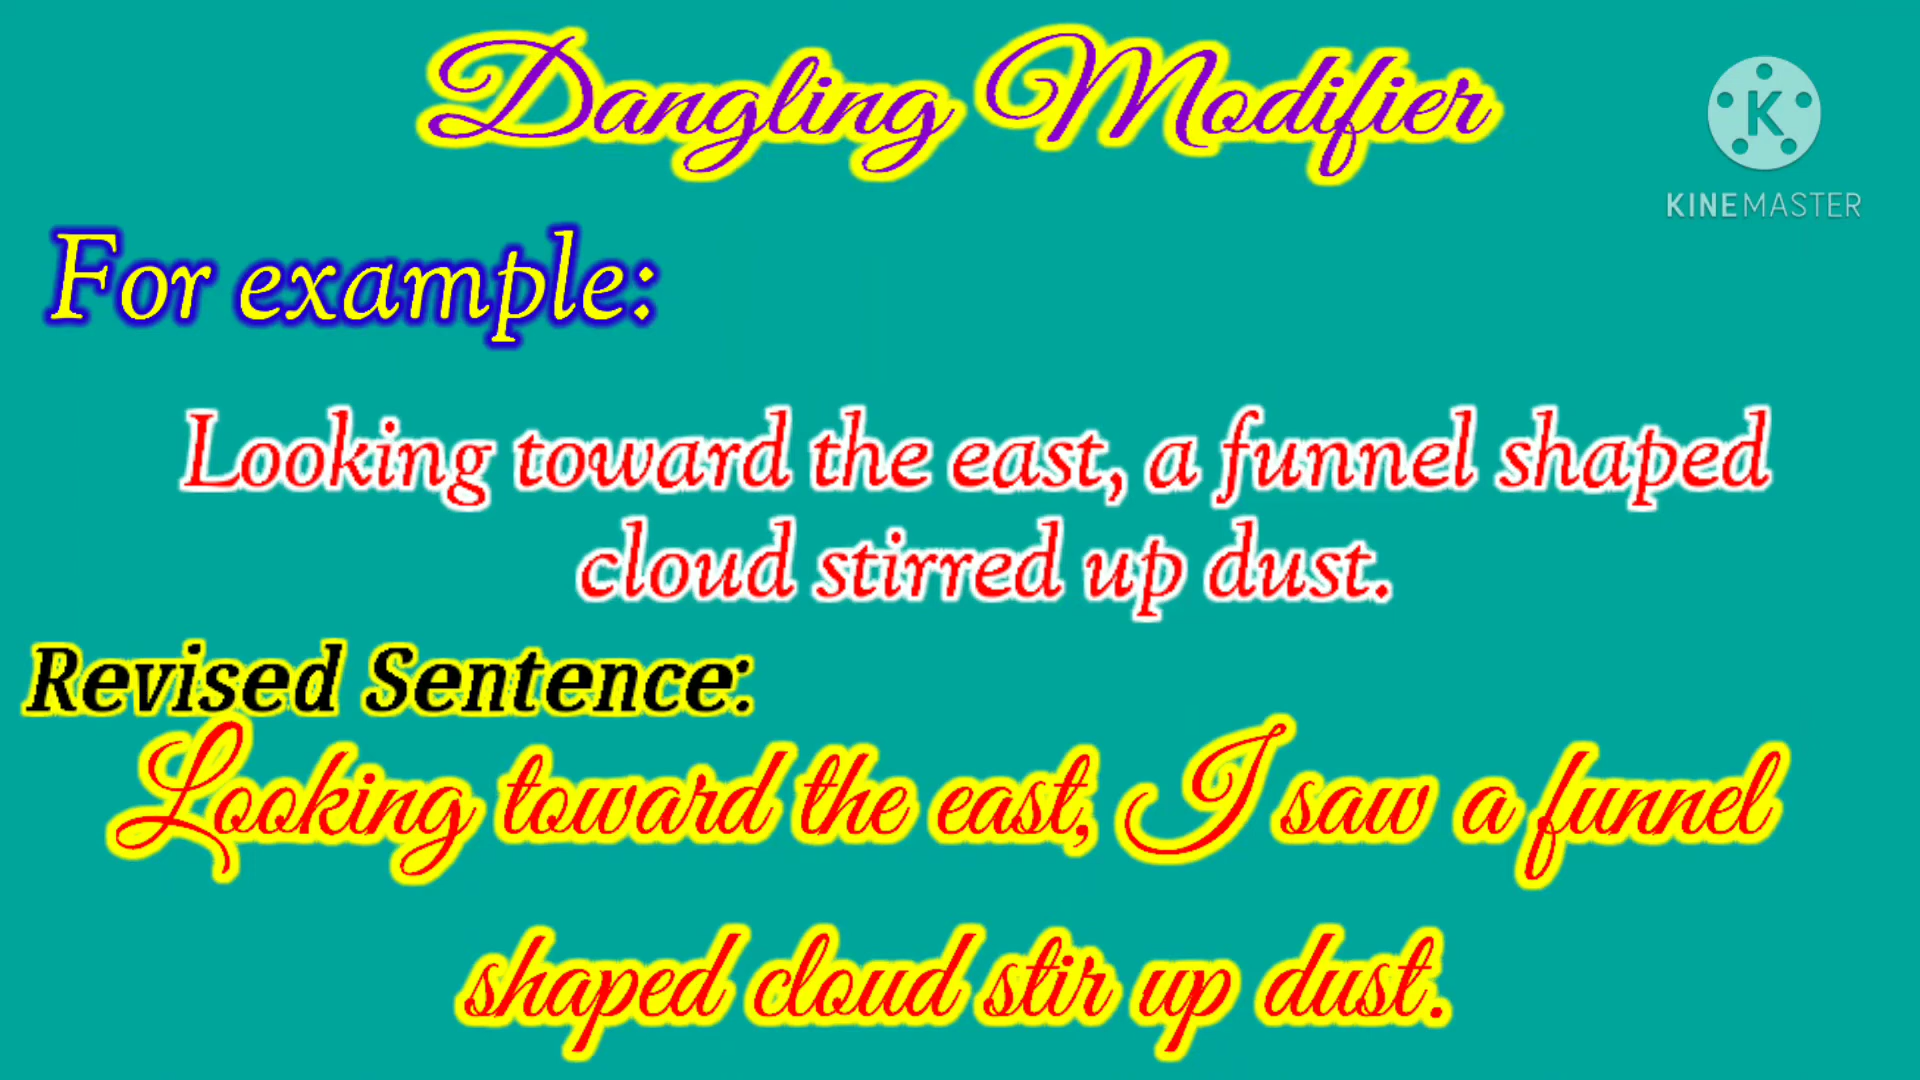 Dangling Modifier
K
KINEMASTER
For example:
Looking toward the east, a funnel shaped
cloud stirred up dust.
Revised Sentence:
Looking toward the east, I saw a funnel
shaped cloud stir up dust.